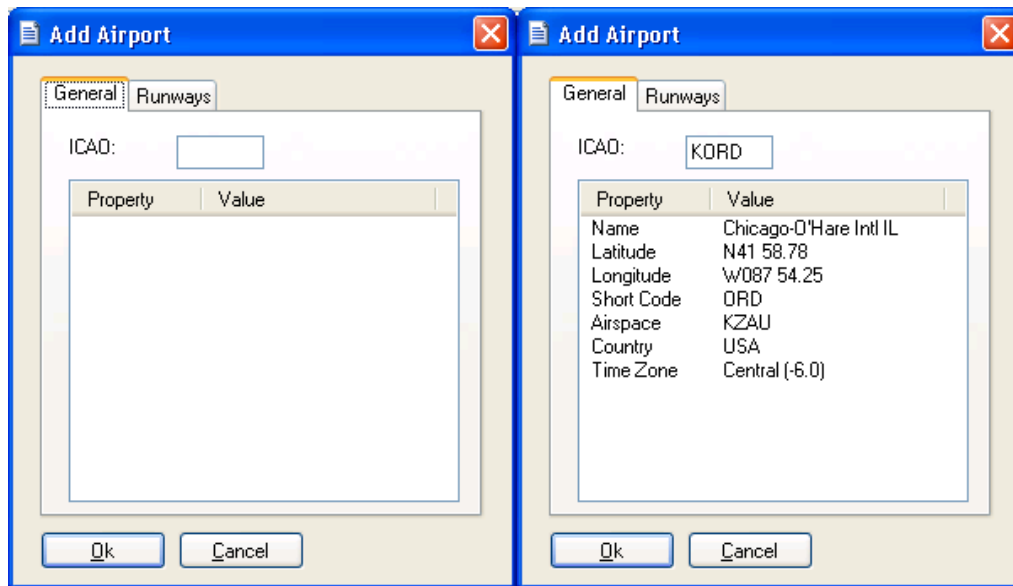 Add Airport
General Runways
ICAO:
Property Value
Ok Cancel
Add Airport
General Runways
ICAO: KORD
Property Value
Name Chicago-O'Hare Intl IL
Latitude N41 58.78
Longitude W087 54.25
Short Code ORD
Airspace KZAU
Country USA
Time Zone Central (-6.0)
Ok Cancel